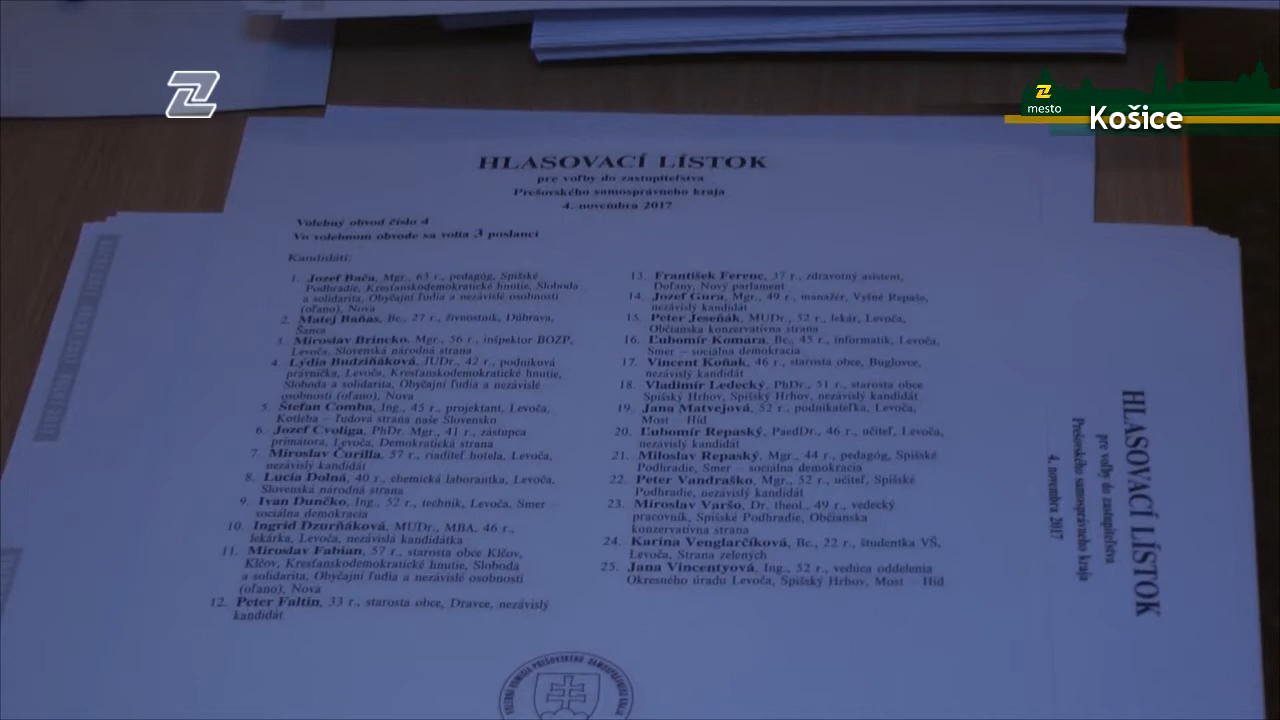 mesto
Košice
HLASOVACÍ LÍSTOK
pre voľby do zastupiteľstva
Prešovského samosprávneho kraja
4. novembra 2017
Volebný obvod číslo 4
Vo volebnom obvode sa volia 3 poslanci
Kandidáti:
1. Jozef Bača, Mgr., 63 r., pedagóg, Spišské
Podhradie, Kresťanskodemokratické hnutie, Sloboda
a solidarita, Obyčajní ľudia a nezávislé osobnosti
(oľano), Nova
2. Matej Baňas, Bc., 27 r., živnostník, Dúbrava,
Šanca
3. Miroslav Brincko, Mgr., 56 r., inšpektor BOZP,
Levoča, Slovenská národná strana
4. Lýdia Budziňáková, JUDr., 42 r., podniková
právnička, Levoča, Kresťanskodemokratické hnutie,
Sloboda a solidarita, Obyčajní ľudia a nezávislé
osobnosti (oľano), Nova
5. Štefan Comba, Ing., 45 r., projektant, Levoča,
Kotleba – ľudová strana naše Slovensko
6. Jozef Cvoliga, PhDr. Mgr., 41 r., zástupca
primátora, Levoča, Demokratická strana
7. Miroslav Čurilla, 57 r., riaditeľ hotela, Levoča,
nezávislý kandidát
8. Lucia Dolná, 40 r., chemická laborantka, Levoča,
Slovenská národná strana
9. Ivan Dunčko, Ing., 52 r., technik, Levoča, Smer –
sociálna demokracia
10. Ingrid Dzurňáková, MUDr., MBA, 46 r.,
lekárka, Levoča, nezávislá kandidátka
11. Miroslav Fabian, 57 r., starosta obce Klčov,
Klčov, Kresťanskodemokratické hnutie, Sloboda
a solidarita, Obyčajní ľudia a nezávislé osobnosti
(oľano), Nova
12. Peter Faltin, 33 r., starosta obce, Dravce, nezávislý
kandidát
13. František Ferenc, 37 r., zdravotný asistent,
Doľany, Nový parlament
14. Jozef Gura, Mgr., 49 r., manažér, Vyšné Repaše,
nezávislý kandidát
15. Peter Jeseňák, MUDr., 52 r., lekár, Levoča,
Občianska konzervatívna strana
16. Ľubomír Komara, Bc., 45 r., informatik, Levoča,
Smer – sociálna demokracia
17. Vincent Koňak, 46 r., starosta obce, Buglovce,
nezávislý kandidát
18. Vladimír Ledecký, PhDr., 51 r., starosta obce
Spišský Hrhov, Spišský Hrhov, nezávislý kandidát
19. Jana Matvejová, 52 r., podnikateľka, Levoča,
Most – Híd
20. Ľubomír Repaský, PaedDr., 46 r., učiteľ, Levoča,
nezávislý kandidát
21. Miloslav Repaský, Mgr., 44 r., pedagóg, Spišské
Podhradie, Smer – sociálna demokracia
22. Peter Vandraško, Mgr., 52 r., učiteľ, Spišské
Podhradie, nezávislý kandidát
23. Miroslav Varšo, Dr. theol., 49 r., vedecký
pracovník, Spišské Podhradie, Občianska
konzervatívna strana
24. Karina Venglarčíková, Bc., 22 r., študentka VŠ,
Levoča, Strana zelených
25. Jana Vincentyová, Ing., 52 r., vedúca oddelenia
Okresného úradu Levoča, Spišský Hrhov, Most – Híd
HLASOVACÍ LÍSTOK
pre voľby do zastupiteľstva
Prešovského samosprávneho kraja
4. novembra 2017